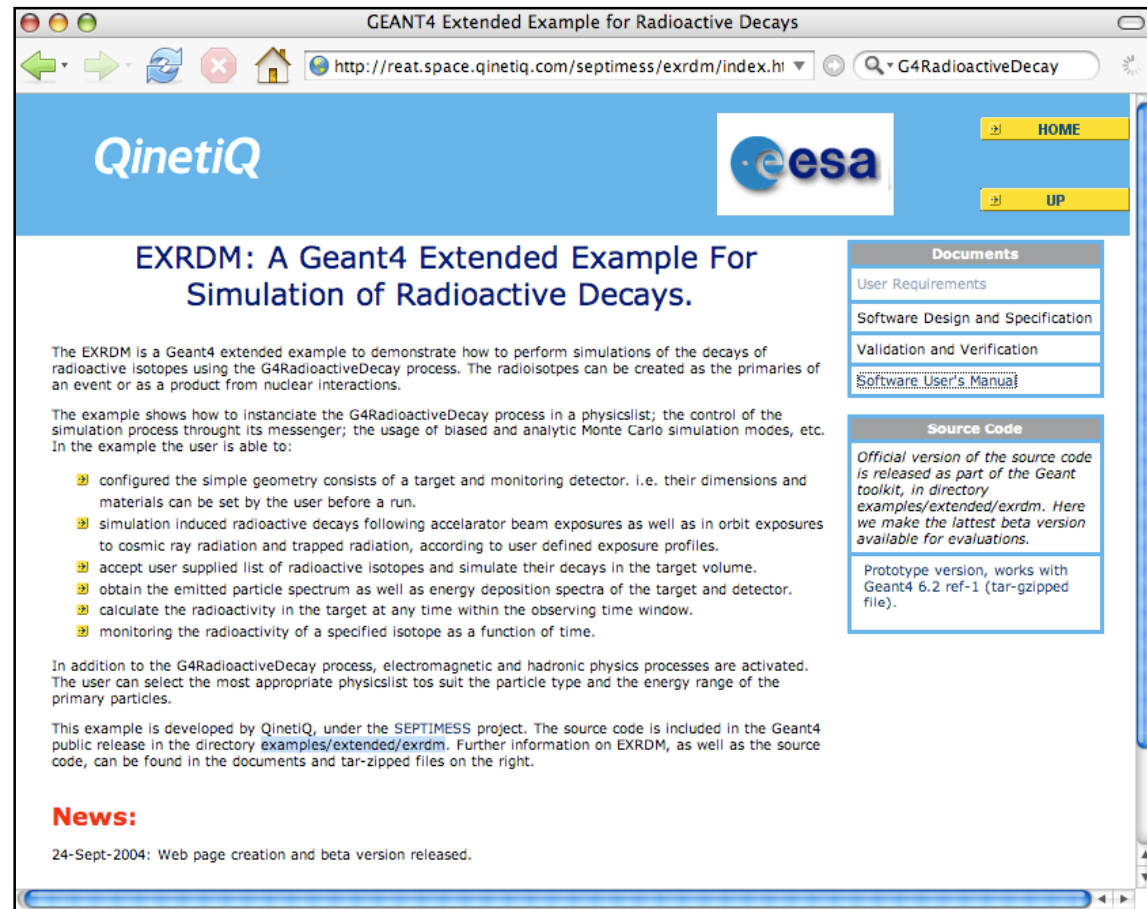 GEANT4 Extended Example for Radioactive Decays
http://reat.space.qinetiq.com/septimess/exrdm/index.h
G4RadioactiveDecay
QinetiQ
esa
HOME
UP
EXRDM: A Geant4 Extended Example For
Simulation of Radioactive Decays.
The EXRDM is a Geant4 extended example to demonstrate how to perform simulations of the decays of
radioactive isotopes using the G4RadioactiveDecay process. The radioisotpes can be created as the primaries of
an event or as a product from nuclear interactions.
The example shows how to instanciate the G4RadioactiveDecay process in a physicslist; the control of the
simulation process throught its messenger; the usage of biased and analytic Monte Carlo simulation modes, etc.
In the example the user is able to:
configured the simple geometry consists of a target and monitoring detector. i.e. their dimensions and
materials can be set by the user before a run.
simulation induced radioactive decays following accelarator beam exposures as well as in orbit exposures
to cosmic ray radiation and trapped radiation, according to user defined exposure profiles.
accept user supplied list of radioactive isotopes and simulate their decays in the target volume.
obtain the emitted particle spectrum as well as energy deposition spectra of the target and detector.
calculate the radioactivity in the target at any time within the observing time window.
monitoring the radioactivity of a specified isotope as a function of time.
In addition to the G4RadioactiveDecay process, electromagnetic and hadronic physics processes are activated.
The user can select the most appropriate physicslist tos suit the particle type and the energy range of the
primary particles.
This example is developed by QinetiQ, under the SEPTIMESS project. The source code is included in the Geant4
public release in the directory examples/extended/exrdm. Further information on EXRDM, as well as the source
code, can be found in the documents and tar-zipped files on the right.
News:
24-Sept-2004: Web page creation and beta version released.
Documents
User Requirements
Software Design and Specification
Validation and Verification
Software User's Manual
Source Code
Official version of the source code
is released as part of the Geant
toolkit, in directory
examples/extended/exrdm. Here
we make the lattest beta version
available for evaluations.
Prototype version, works with
Geant4 6.2 ref-1 (tar-gzipped
file).